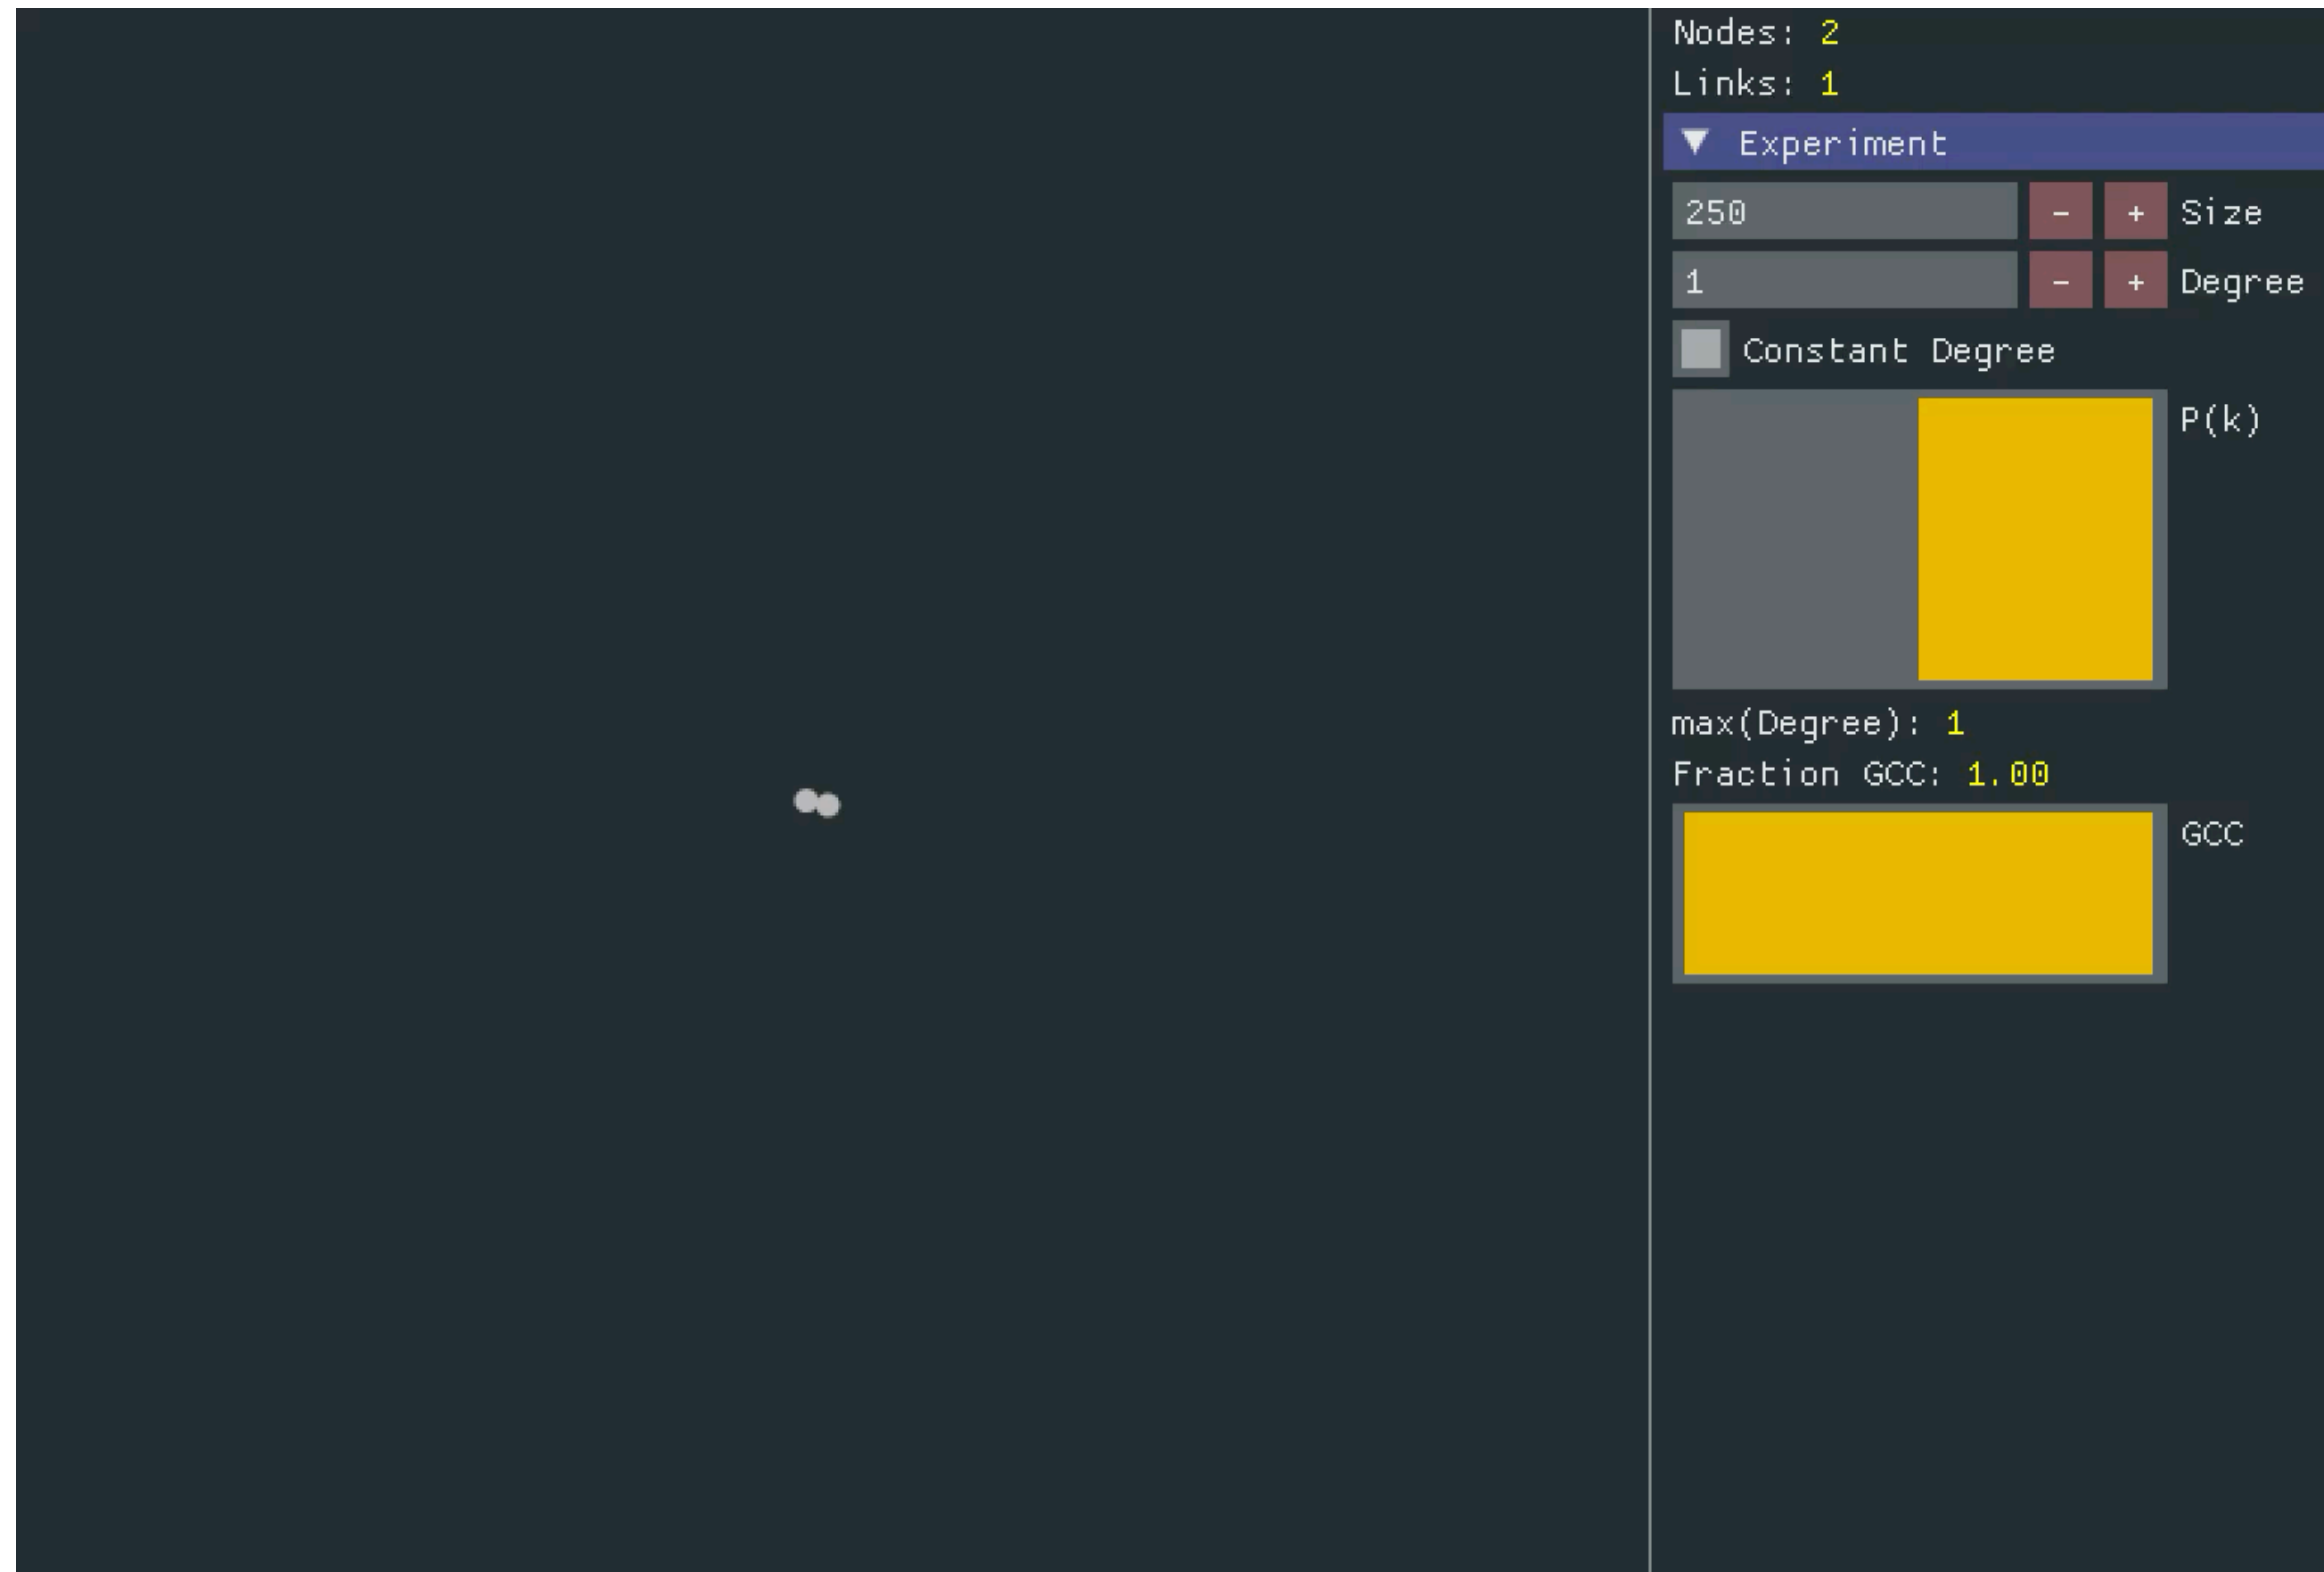 Nodes: 2
Links: 1
Experiment
250 - + Size
1 - + Degree
Constant Degree
P(k)
max(Degree): 1
Fraction GCC: 1.00
GCC